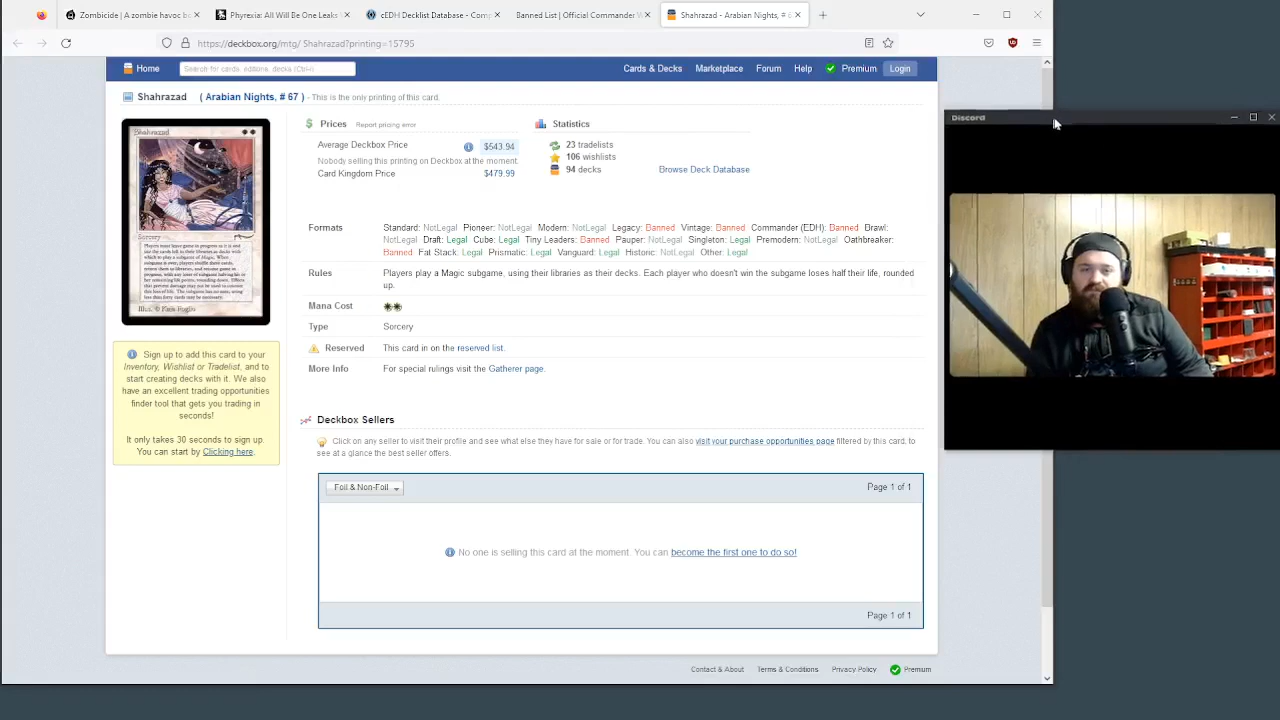 Zombicide | A zombie havoc b
Phyrexia: All Will Be One Leaks
cEDH Decklist Database - Comp
Banned List | Official Commander
Shahrazad - Arabian Nights, #
https://deckbox.org/mtg/ Shahrazad?printing=15795
Home
Search for cards, editions, decks (Ctrl-/)
Cards & Decks Marketplace Forum Help Premium Login
Shahrazad ( Arabian Nights, # 67 ) - This is the only printing of this card.
Prices Report pricing error
Average Deckbox Price $543.94
Nobody selling this printing on Deckbox at the moment.
Card Kingdom Price $479.99
Statistics
23 tradelists
106 wishlists
94 decks
Browse Deck Database
Shahrazad
Sorcery
Formats
Standard: NotLegal Pioneer: NotLegal Modern: NotLegal Legacy: Banned Vintage: Banned Commander (EDH): Banned Brawl:
NotLegal Draft: Legal Cube: Legal Tiny Leaders: Banned Pauper: NotLegal Singleton: Legal Premodern: NotLegal Oathbreaker:
Banned Fat Stack: Legal Prismatic: Legal Vanguard: Legal Historic: NotLegal Other: Legal
Rules
Players play a Magic subgame, using their libraries as their decks. Each player who doesn't win the subgame loses half their life, rounded
up.
Mana Cost
Type Sorcery
Reserved This card in on the reserved list.
More Info For special rulings visit the Gatherer page.
Sign up to add this card to your
Inventory, Wishlist or Tradelist, and to
start creating decks with it. We also
have an excellent trading opportunities
finder tool that gets you trading in
seconds!
It only takes 30 seconds to sign up.
You can start by Clicking here.
Deckbox Sellers
Click on any seller to visit their profile and see what else they have for sale or for trade. You can also visit your purchase opportunities page filtered by this card, to
see at a glance the best seller offers.
Foil & Non-Foil
Page 1 of 1
No one is selling this card at the moment. You can become the first one to do so!
Page 1 of 1
Contact & About Terms & Conditions Privacy Policy Premium
Discord